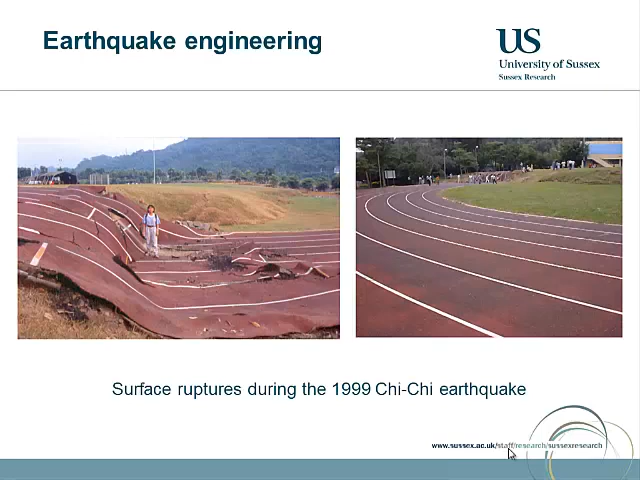 Earthquake engineering
US
University of Sussex
Sussex Research
Surface ruptures during the 1999 Chi-Chi earthquake
www.sussex.ac.uk/staff/research/sussexresearch